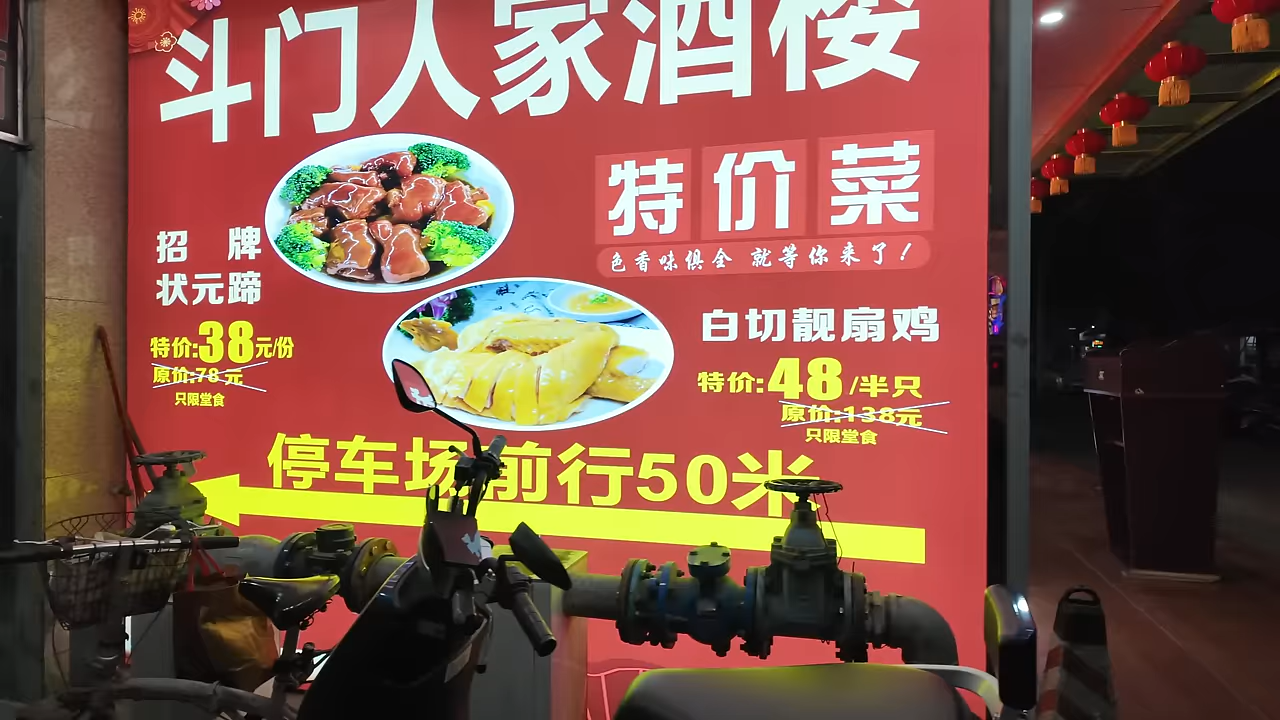 斗门人家酒楼
特价菜
色香味俱全 就等你来了！
招牌
状元蹄
特价:38元/份
原价:78元
只限堂食
白切靓扇鸡
特价:48/半只
原价:138元
只限堂食
停车场前行50米